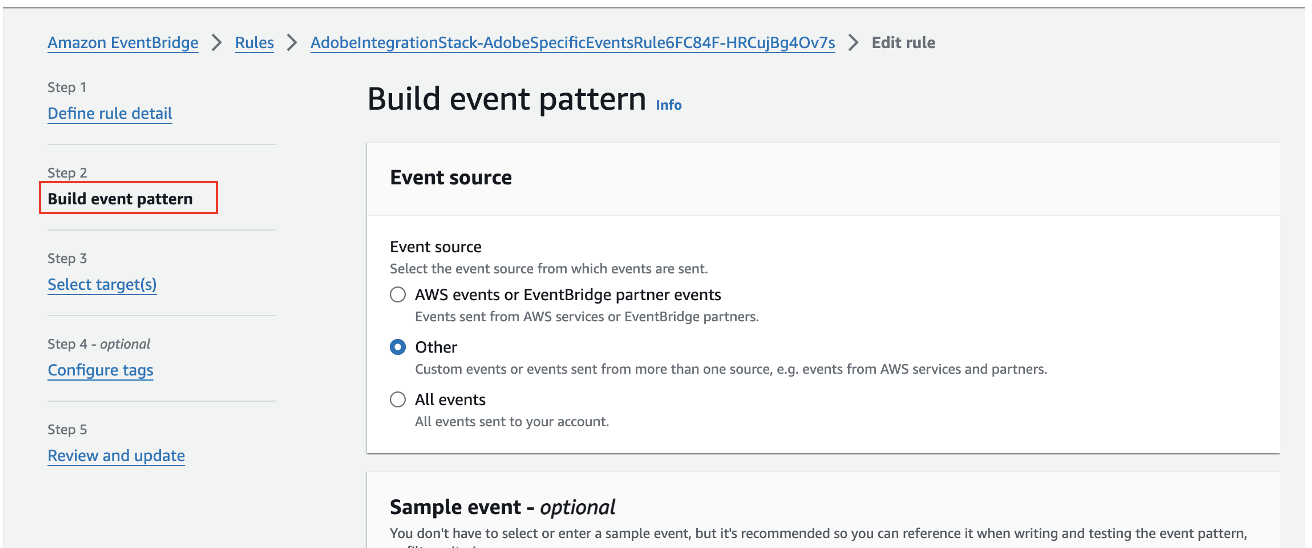 Amazon EventBridge > Rules > AdobeIntegrationStack-AdobeSpecificEventsRule6FC84F-HRCujBg4Ov7s > Edit rule
Step 1
Define rule detail
Step 2
Build event pattern
Step 3
Select target(s)
Step 4 - optional
Configure tags
Step 5
Review and update
Build event pattern Info
Event source
Event source
Select the event source from which events are sent.
AWS events or EventBridge partner events
Events sent from AWS services or EventBridge partners.
Other
Custom events or events sent from more than one source, e.g. events from AWS services and partners.
All events
All events sent to your account.
Sample event - optional
You don't have to select or enter a sample event, but it's recommended so you can reference it when writing and testing the event pattern,